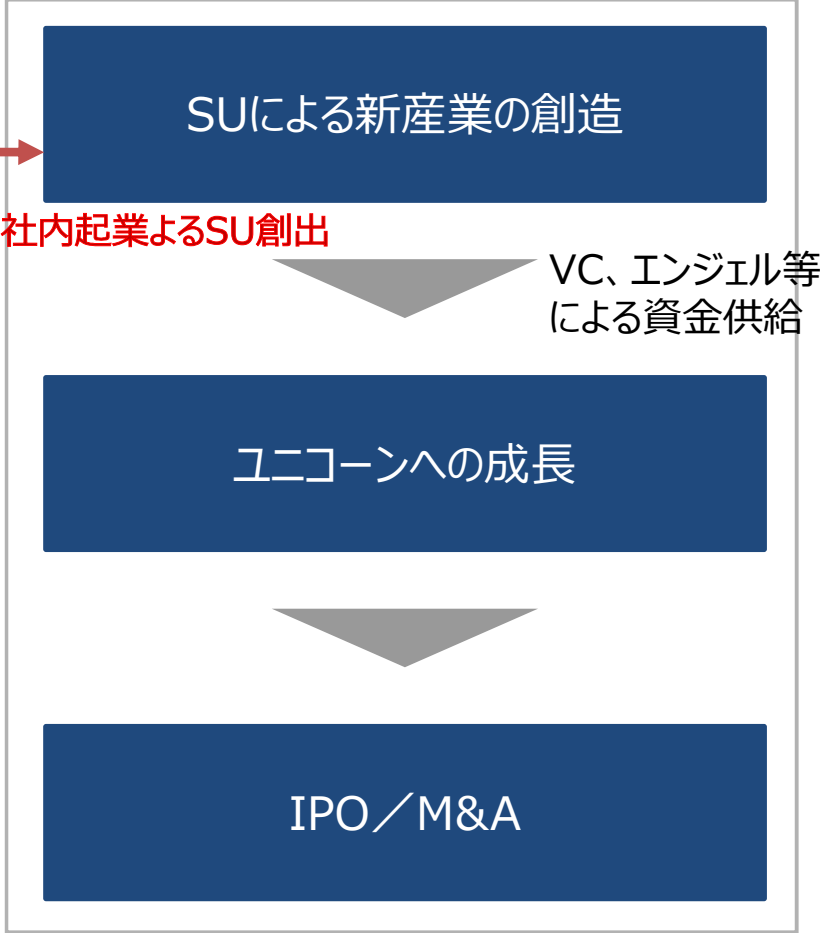 SUによる新産業の創造
社内起業よるSU創出
VC、エンジェル等
による資金供給
ユニコーンへの成長
IPO／M&A